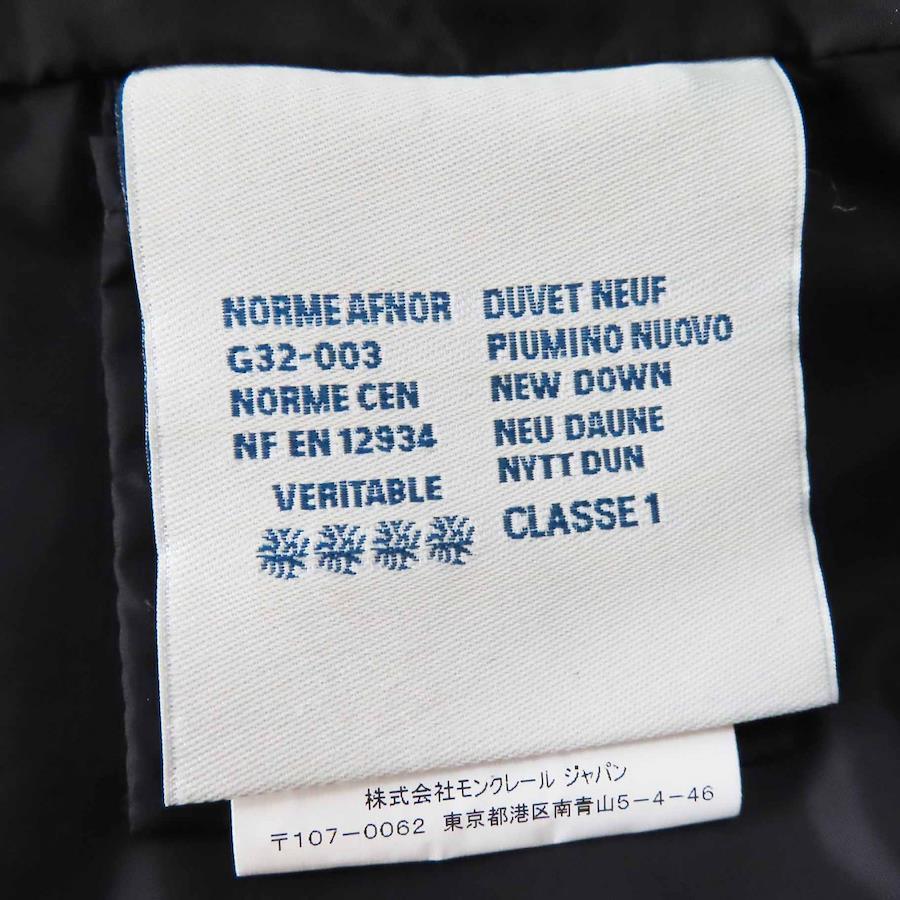 NORME AFNOR
G32-003
NORME CEN
NF EN 12934
VERITABLE
DUVET NEUF
PIUMINO NUOVO
NEW DOWN
NEU DAUNE
NYTT DUN
CLASSE 1
株式会社モンクレール ジャパン
〒107-0062 東京都港区南青山5-4-46